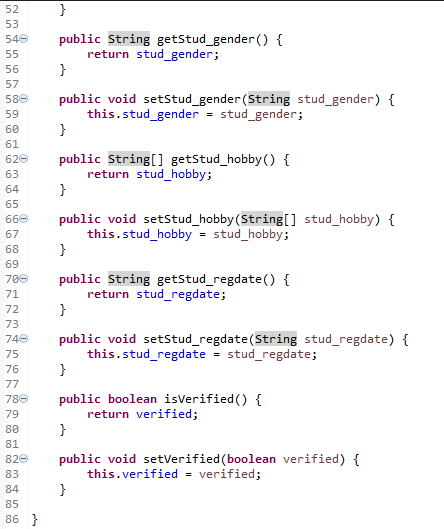 52     }
53
54     public String getStud_gender() {
55         return stud_gender;
56     }
57
58     public void setStud_gender(String stud_gender) {
59         this.stud_gender = stud_gender;
60     }
61
62     public String[] getStud_hobby() {
63         return stud_hobby;
64     }
65
66     public void setStud_hobby(String[] stud_hobby) {
67         this.stud_hobby = stud_hobby;
68     }
69
70     public String getStud_regdate() {
71         return stud_regdate;
72     }
73
74     public void setStud_regdate(String stud_regdate) {
75         this.stud_regdate = stud_regdate;
76     }
77
78     public boolean isVerified() {
79         return verified;
80     }
81
82     public void setVerified(boolean verified) {
83         this.verified = verified;
84     }
85
86 }